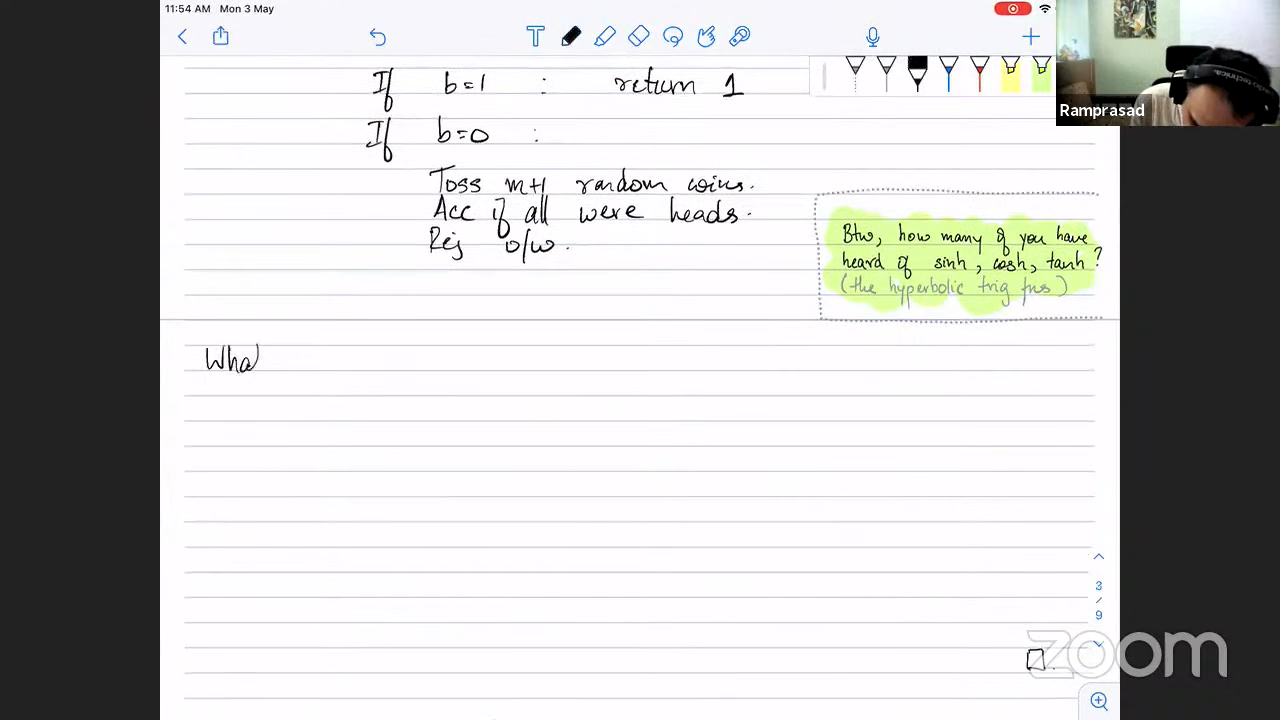 11:54 AM Mon 3 May
If b=1 : return 1
Ramprasad
If b=0 :
Toss m+1 random coins.
Acc if all were heads.
Rej o/w.
Btw, how many of you have
heard of sinh, cosh, tanh?
(the hyperbolic trig fns)
Wha
3
/
9
zoom